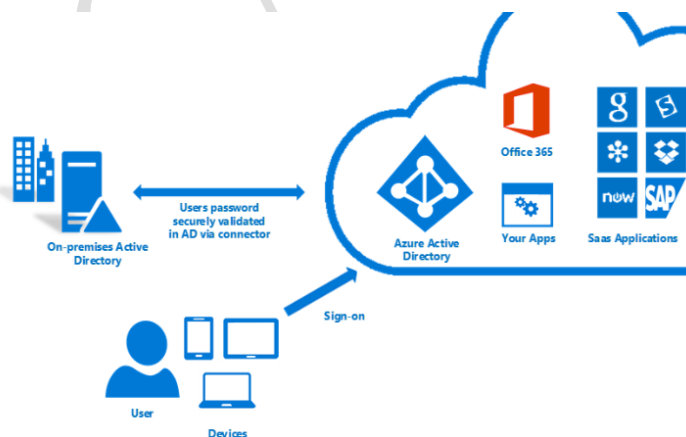 Office 365
g
S
now
SAP
Users password
securely validated
in AD via connector
On-premises Active
Directory
Azure Active
Directory
Your Apps
Saas Applications
Sign-on
User
Devices